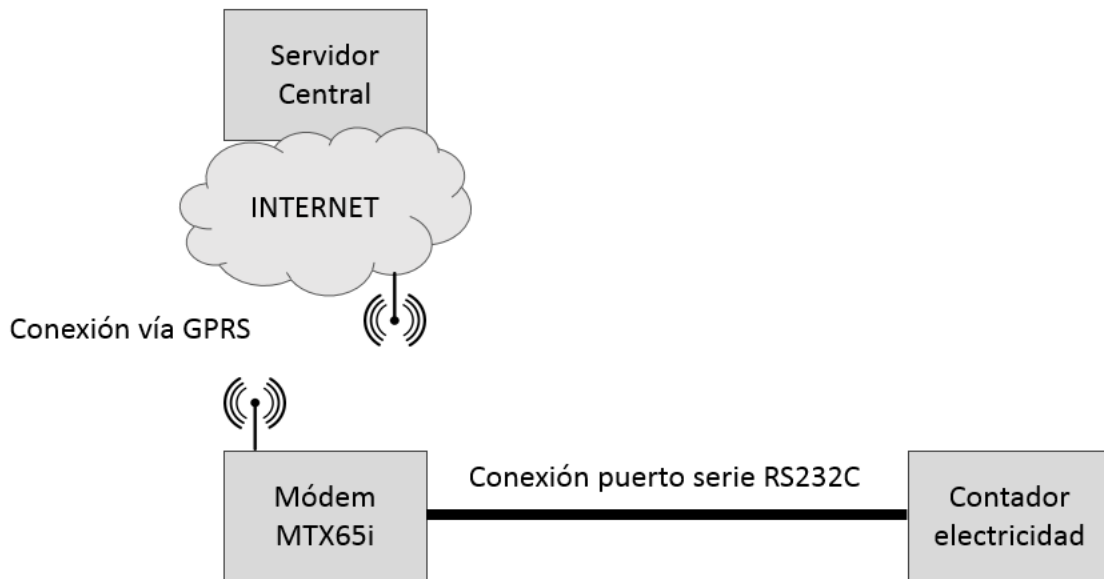 Servidor
Central
INTERNET
Conexión vía GPRS
Conexión puerto serie RS232C
Módem
MTX65i
Contador
electricidad